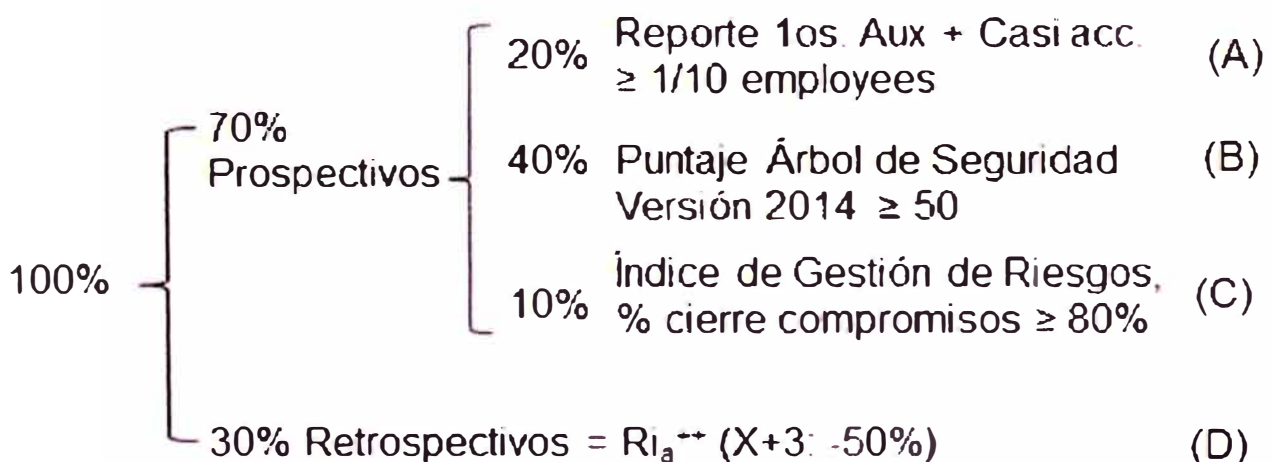 20% Reporte 1os. Aux + Casi acc. (A)
≥ 1/10 employees
70%
Prospectivos
40% Puntaje Árbol de Seguridad (B)
Versión 2014 ≥ 50
100%
10% Índice de Gestión de Riesgos, (C)
% cierre compromisos ≥ 80%
30% Retrospectivos = Ria++ (X+3: -50%) (D)